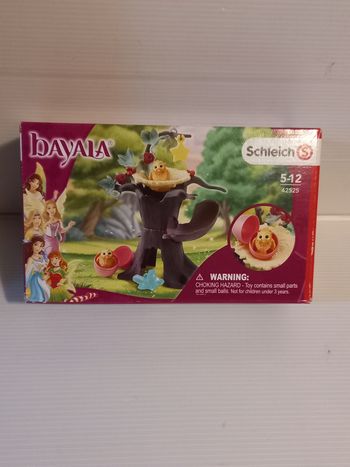 bayala
Schleich S
5-12
42525
WARNING:
CHOKING HAZARD - Toy contains small parts
and small balls. Not for children under 3 years.